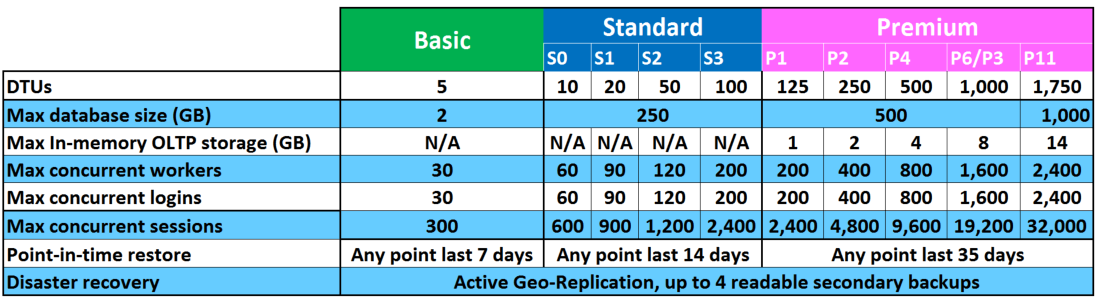 Basic Standard Premium
S0 S1 S2 S3 P1 P2 P4 P6/P3 P11
DTUs 5 10 20 50 100 125 250 500 1,000 1,750
Max database size (GB) 2 250 500 1,000
Max In-memory OLTP storage (GB) N/A N/A N/A N/A N/A 1 2 4 8 14
Max concurrent workers 30 60 90 120 200 200 400 800 1,600 2,400
Max concurrent logins 30 60 90 120 200 200 400 800 1,600 2,400
Max concurrent sessions 300 600 900 1,200 2,400 2,400 4,800 9,600 19,200 32,000
Point-in-time restore Any point last 7 days Any point last 14 days Any point last 35 days
Disaster recovery Active Geo-Replication, up to 4 readable secondary backups